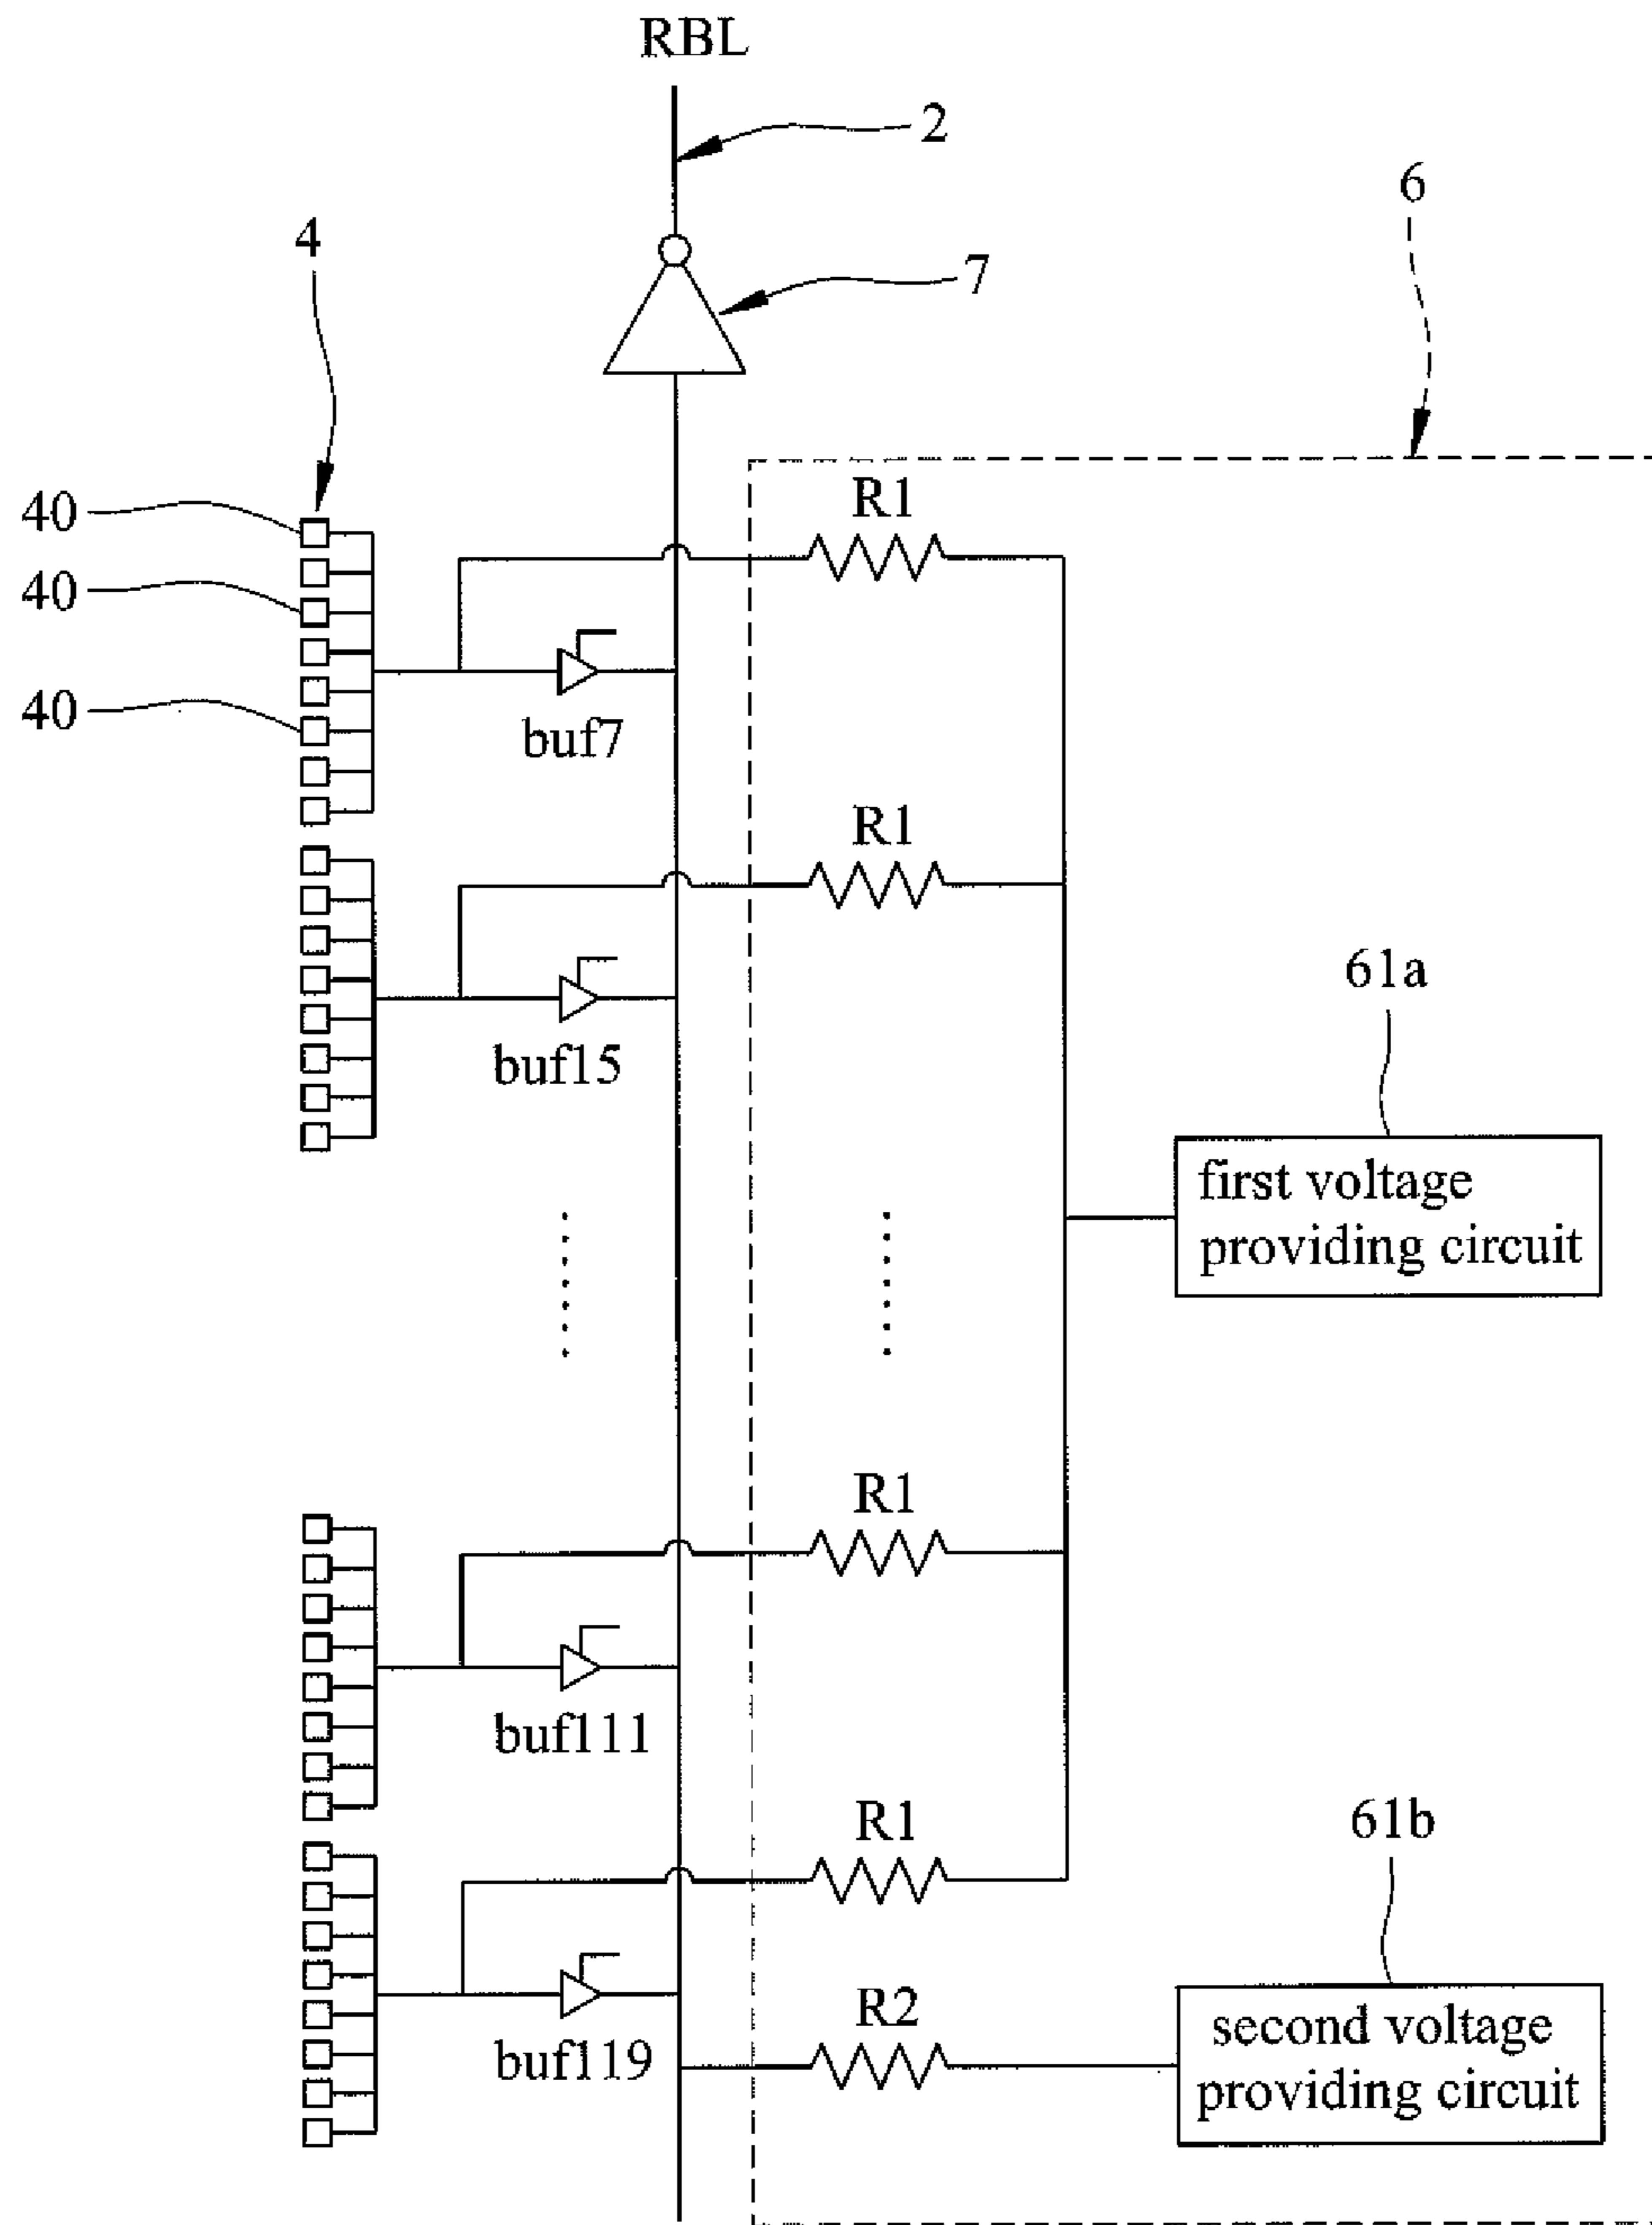 RBL
2
6
4
7
40
R1
40
40
buf7
R1
61a
buf15
first voltage
providing circuit
R1
buf111
R1
61b
R2
second voltage
buf119
providing circuit